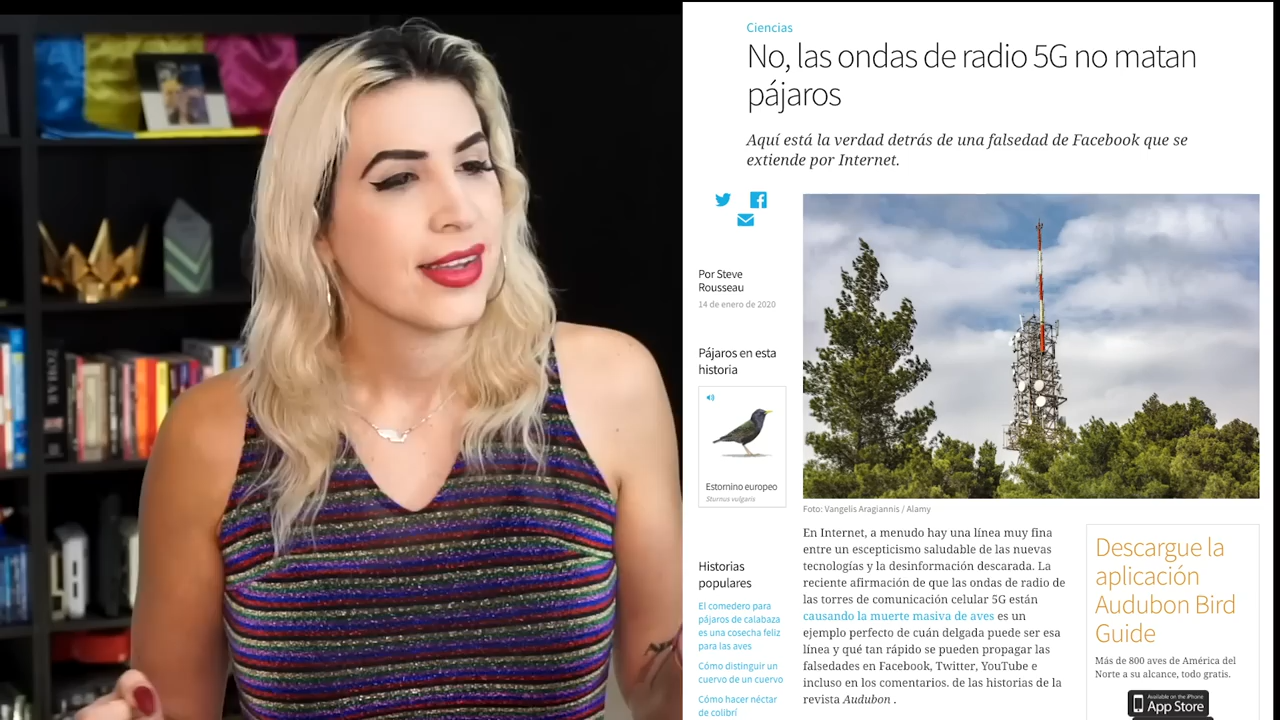 Ciencias
No, las ondas de radio 5G no matan
pájaros
Aquí está la verdad detrás de una falsedad de Facebook que se
extiende por Internet.
Por Steve
Rousseau
14 de enero de 2020
Pájaros en esta
historia
Estornino europeo
Sturnus vulgaris
Historias
populares
El comedero para
pájaros de calabaza
es una cosecha feliz
para las aves
Cómo distinguir un
cuervo de un cuervo
Cómo hacer néctar
de colibrí
Foto: Vangelis Aragiannis / Alamy
En Internet, a menudo hay una línea muy fina
entre un escepticismo saludable de las nuevas
tecnologías y la desinformación descarada. La
reciente afirmación de que las ondas de radio de
las torres de comunicación celular 5G están
causando la muerte masiva de aves es un
ejemplo perfecto de cuán delgada puede ser esa
línea y qué tan rápido se pueden propagar las
falsedades en Facebook, Twitter, YouTube e
incluso en los comentarios. de las historias de la
revista Audubon .
Descargue la
aplicación
Audubon Bird
Guide
Más de 800 aves de América del
Norte a su alcance, todo gratis.
Available on the iPhone
App Store